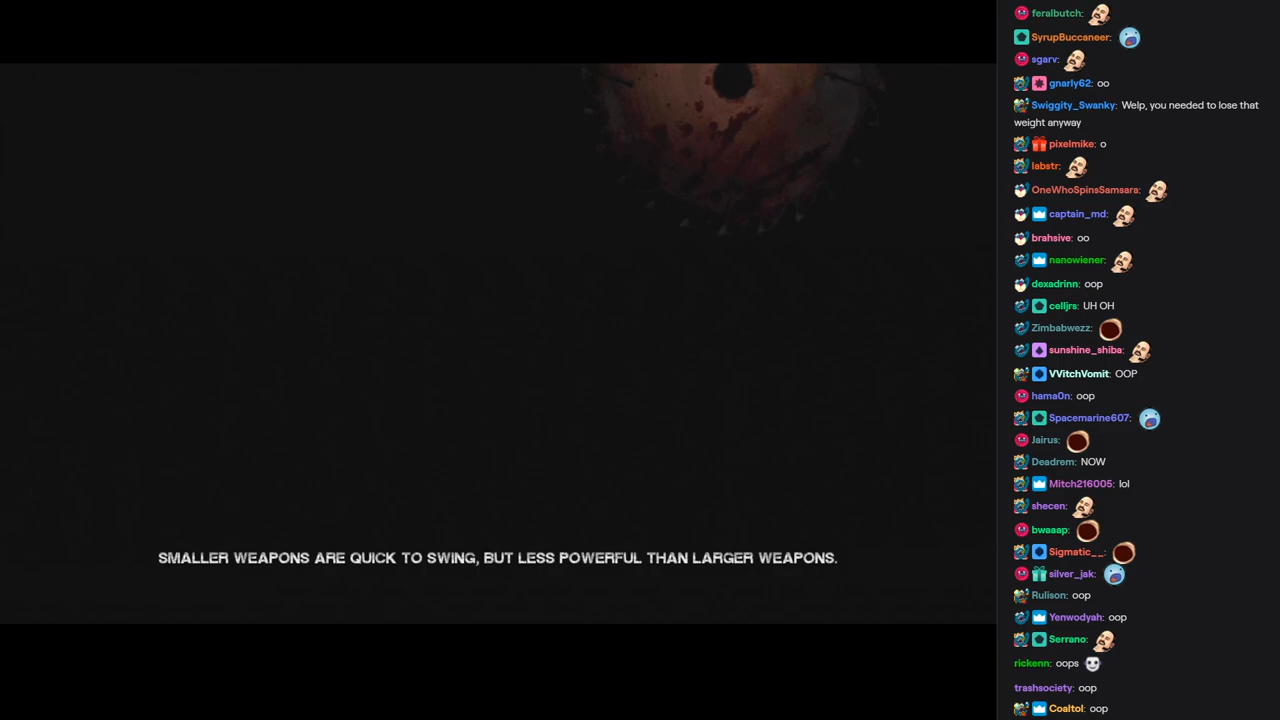 SMALLER WEAPONS ARE QUICK TO SWING, BUT LESS POWERFUL THAN LARGER WEAPONS.
feralbutch:
SyrupBuccaneer:
sgarv:
gnarly62: oo
Swiggity_Swanky: Welp, you needed to lose that
weight anyway
pixelmike: o
labstr:
OneWhoSpinsSamsara:
captain_md:
brahsive: oo
nanowiener:
dexadrinn: oop
celljrs: UH OH
Zimbabwezz:
sunshine_shiba:
VVitchVomit: OOP
hama0n: oop
Spacemarine607:
Jairus:
Deadrem: NOW
Mitch216005: lol
shecen:
bwaaap:
Sigmatic__:
silver_jak:
Rulison: oop
Yenwodyah: oop
Serrano:
rickenn: oops
trashsociety: oop
Coaltol: oop